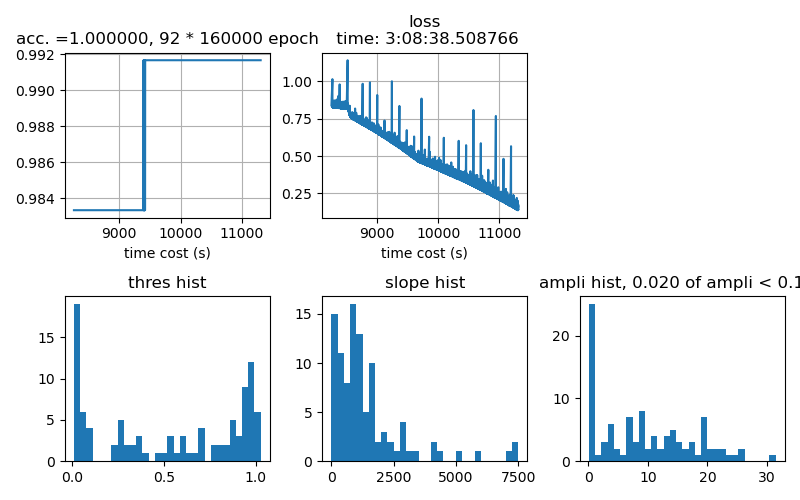 loss
acc. =1.000000, 92 * 160000 epoch time: 3:08:38.508766
0.992
0.990
0.988
0.986
0.984
9000 10000 11000
time cost (s)
1.00
0.75
0.50
0.25
9000 10000 11000
time cost (s)
thres hist
15
10
5
0
0.0 0.5 1.0
slope hist
15
10
5
0
0 2500 5000 7500
ampli hist, 0.020 of ampli < 0.1
20
10
0
0 10 20 30